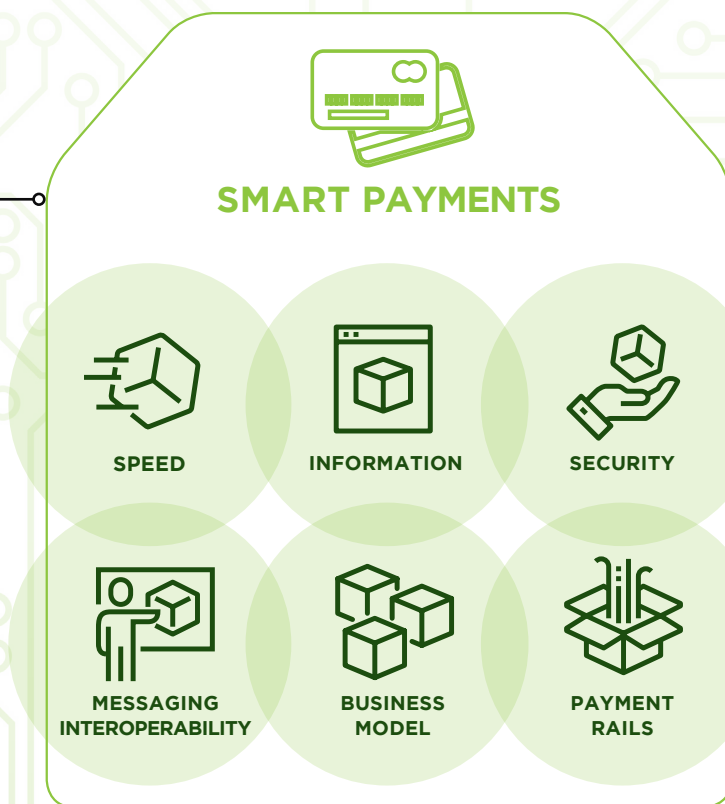 SMART PAYMENTS
SPEED
INFORMATION
SECURITY
MESSAGING
INTEROPERABILITY
BUSINESS
MODEL
PAYMENT
RAILS